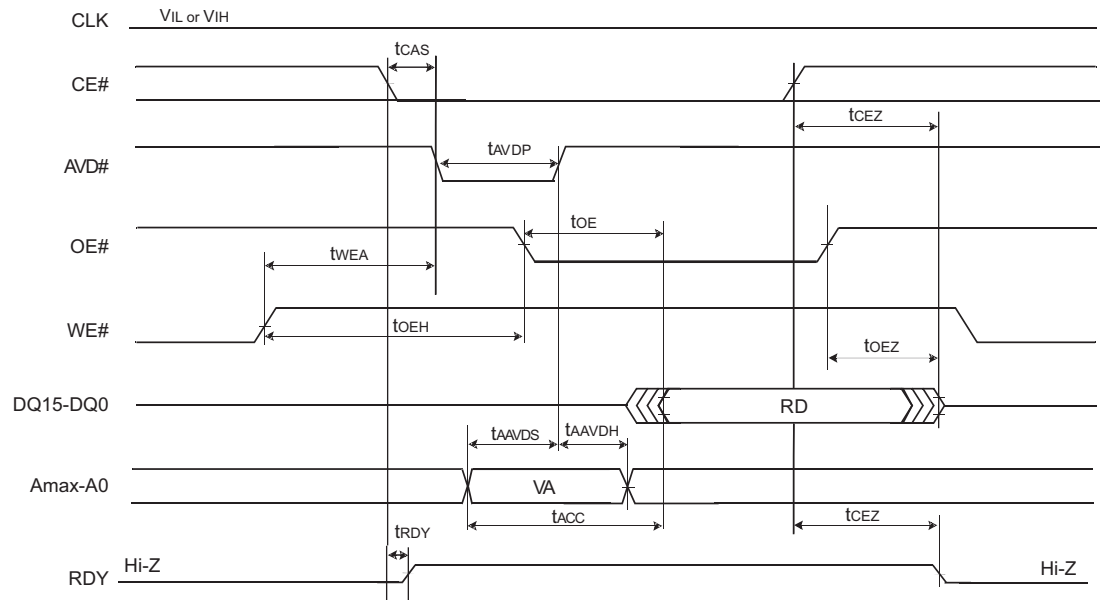 CLK VIL or VIH
tCAS
CE#
tCEZ
AVD# tAVDP
tOE
OE#
tWEA
WE# tOEH
tOEZ
DQ15-DQ0 RD
tAAVDS tAAVDH
Amax-A0 VA
tACC tCEZ
tRDY
RDY Hi-Z Hi-Z